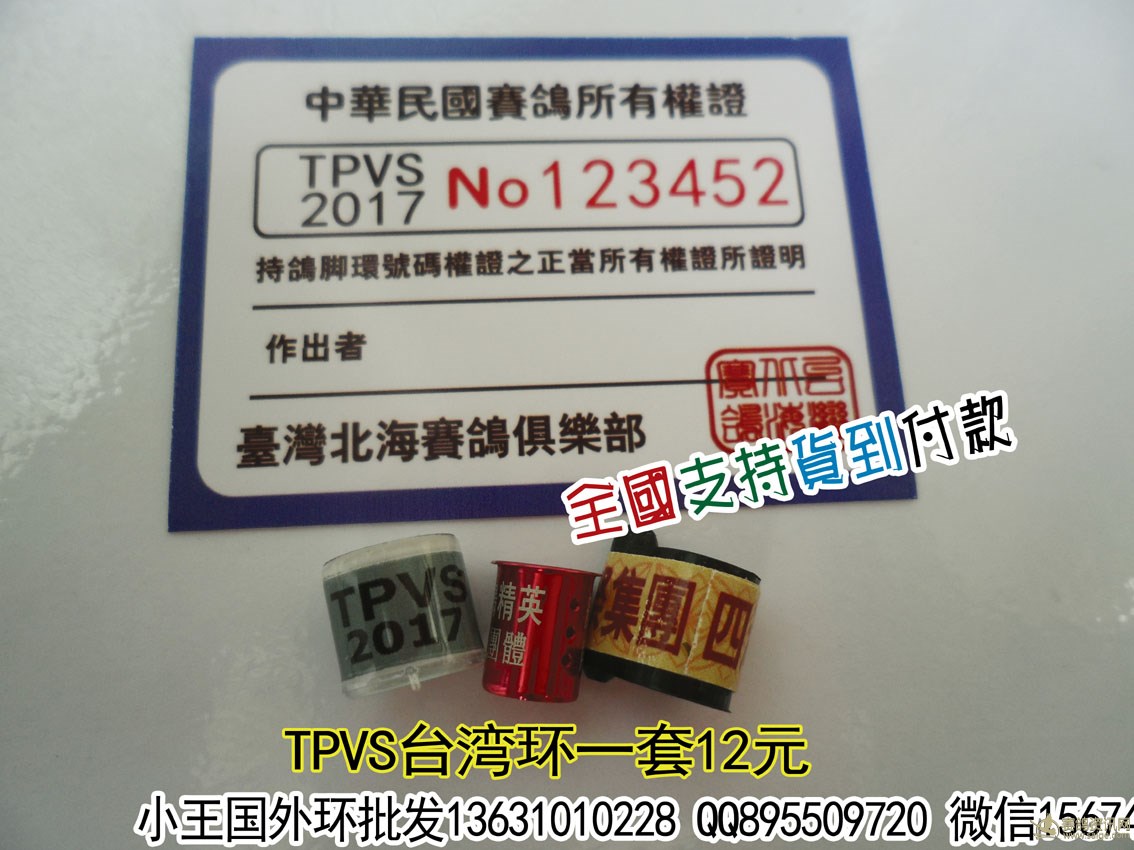 中華民國賽鴿所有權證
TPVS
2017
No123452
持鴿脚環號碼權證之正當所有權證所證明
作出者
臺灣北海賽鴿俱樂部
全國支持貨到付款
TPVS
2017
精英
團體
集團 四
TPVS台湾环一套12元
小王国外环批发13631010228 QQ895509720 微信15674